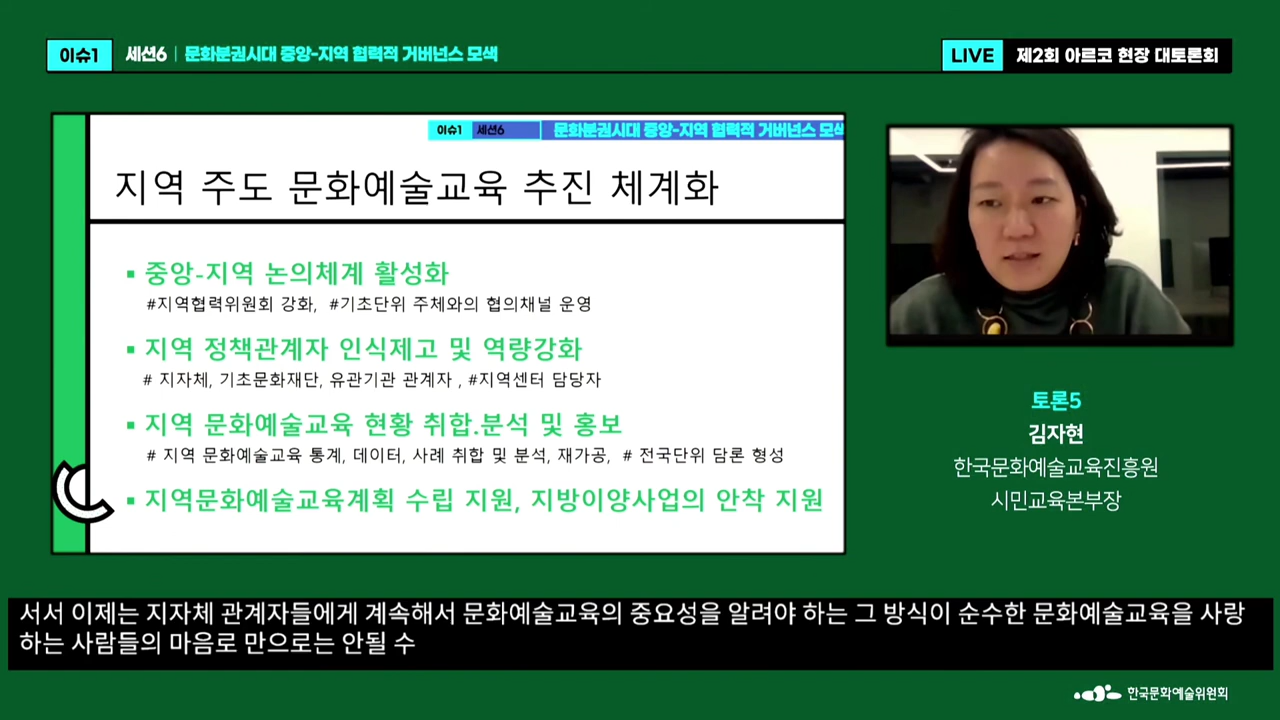 이슈1 세션6 | 문화분권시대 중앙-지역 협력적 거버넌스 모색
LIVE 제2회 아르코 현장 대토론회
이슈1 세션6 문화분권시대 중앙-지역 협력적 거버넌스 모색
지역 주도 문화예술교육 추진 체계화
▪ 중앙-지역 논의체계 활성화
#지역협력위원회 강화, #기초단위 주체와의 협의채널 운영
▪ 지역 정책관계자 인식제고 및 역량강화
# 지자체, 기초문화재단, 유관기관 관계자 , #지역센터 담당자
▪ 지역 문화예술교육 현황 취합.분석 및 홍보
# 지역 문화예술교육 통계, 데이터, 사례 취합 및 분석, 재가공, # 전국단위 담론 형성
▪ 지역문화예술교육계획 수립 지원, 지방이양사업의 안착 지원
토론5
김자현
한국문화예술교육진흥원
시민교육본부장
서서 이제는 지자체 관계자들에게 계속해서 문화예술교육의 중요성을 알려야 하는 그 방식이 순수한 문화예술교육을 사랑
하는 사람들의 마음로 만으로는 안될 수
한국문화예술위원회